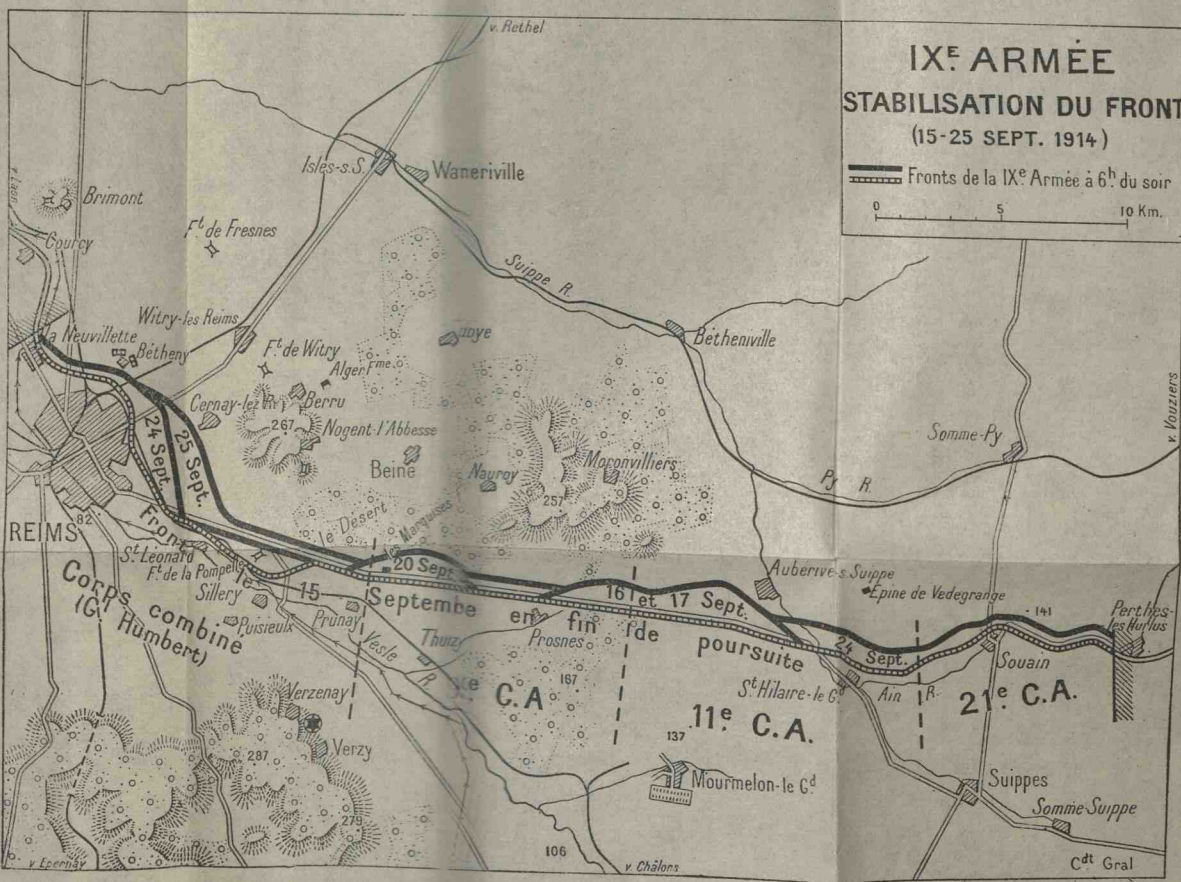 IXE ARMÉE
STABILISATION DU FRONT
(15-25 SEPT. 1914)
Fronts de la IXe Armée à 6h du soir
0 5 10 Km.
v. Rethel
Isles-s.S.
Waneriville
Brimont
Ft de Fresnes
Courcy
Suippe R.
Witry-les Reims
la Neuvillette
Bétheny
Ft de Witry
Alger Fme
Bétheniville
Cernay-lez R.
Berru
267
Nogent-l'Abbesse
Beine
Nauroy
Moronvilliers
257
Somme-Py
Py R.
v. Vouziers
24 Sept.
25 Sept.
REIMS
82
le Désert
les Marquises
St Léonard
Ft de la Pompelle
Sillery
Puisieulx
Prunay
Front le 15 Septembre en fin de poursuite
20 Sept.
16 et 17 Sept.
24 Sept.
Auberive-s.Suippe
Epine de Vedegrange
141
Perthes-les-Hurlus
Souain
Corps combiné
(Gl Humbert)
Thuizy
Prosnes
Vesle R.
167
C.A
St Hilaire-le Gd
Ain R.
21e C.A.
11e C.A.
137
Verzenay
Verzy
287
279
Mourmelon-le Gd
Suippes
Somme-Suippe
v. Epernay
106
v. Châlons
Cdt Gral